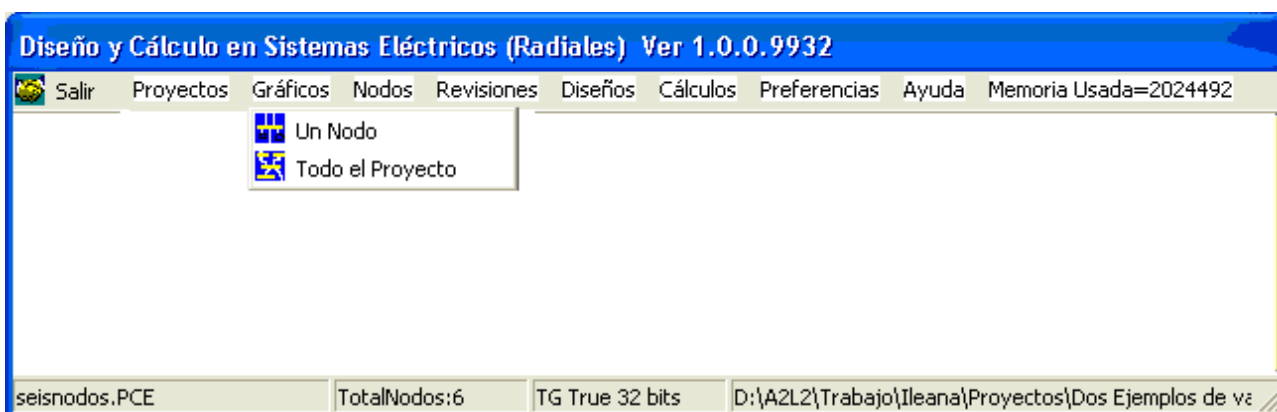 Diseño y Cálculo en Sistemas Eléctricos (Radiales) Ver 1.0.0.9932
Salir Proyectos Gráficos Nodos Revisiones Diseños Cálculos Preferencias Ayuda Memoria Usada=2024492
Un Nodo
Todo el Proyecto
seisnodos.PCE TotalNodos:6 TG True 32 bits D:\A2L2\Trabajo\Ileana\Proyectos\Dos Ejemplos de